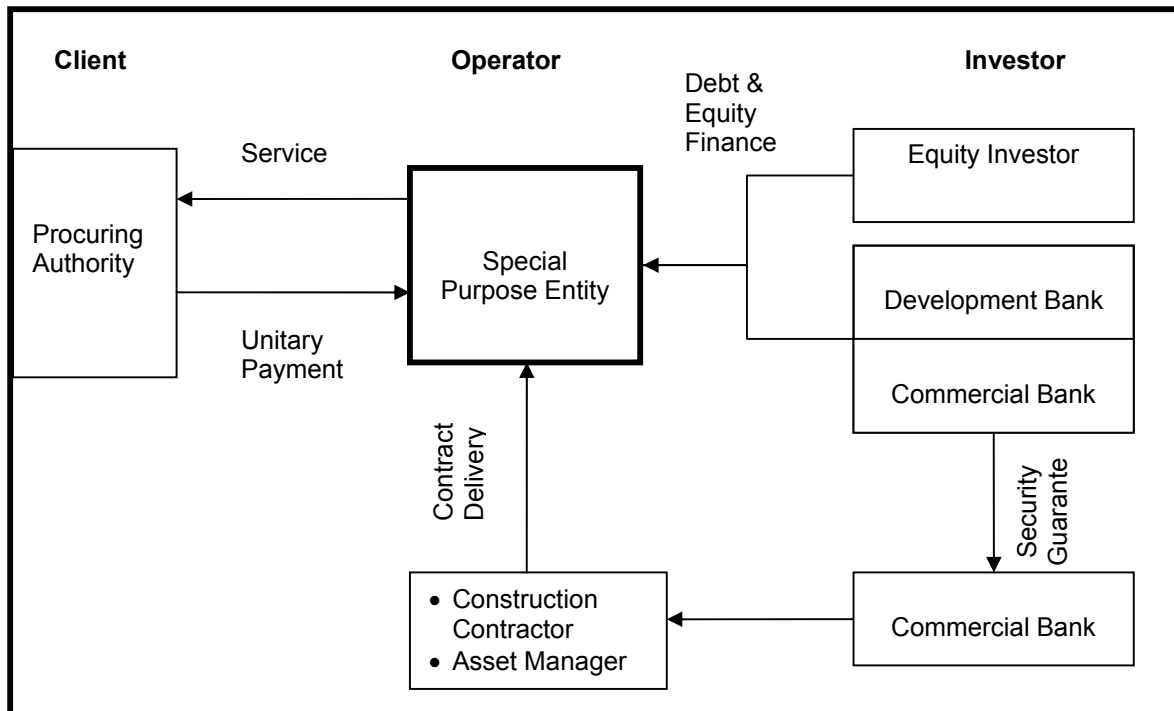 Client
Operator
Investor
Debt &
Equity
Finance
Service
Equity Investor
Procuring
Authority
Special
Purpose Entity
Development Bank
Unitary
Payment
Commercial Bank
Contract
Delivery
Security
Guarante
• Construction
Contractor
• Asset Manager
Commercial Bank